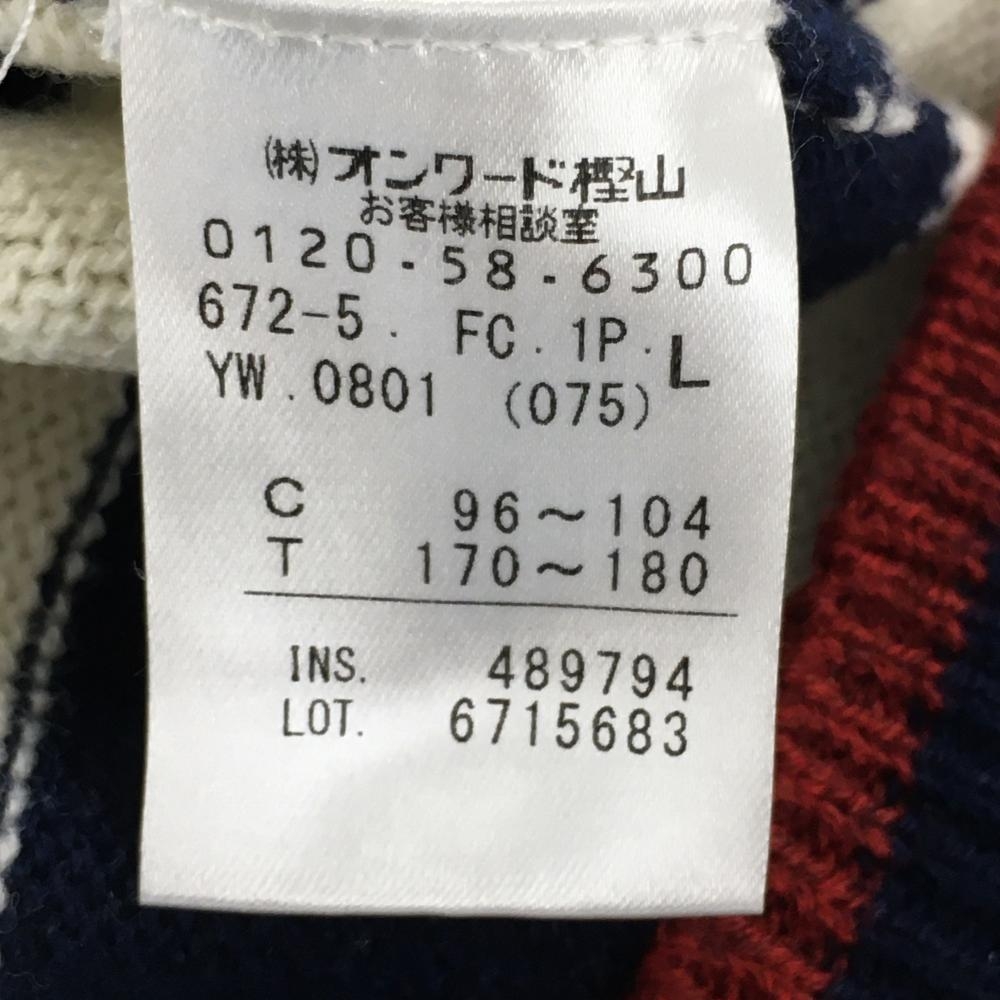 (株)オンワード樫山
お客様相談室
0120-58-6300
672-5. FC. 1P. L
YW.0801 (075)
C 96~104
T 170~180
INS. 489794
LOT. 6715683